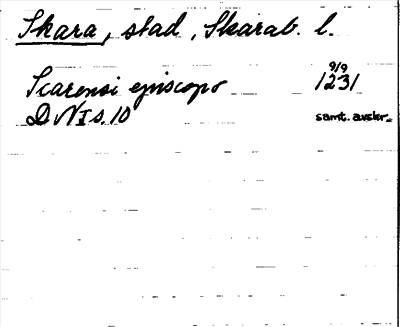 Skara, stad, Skarab. l.
Scarensi episcopo 9/9 1231
DN I s. 10 samt. avskr.